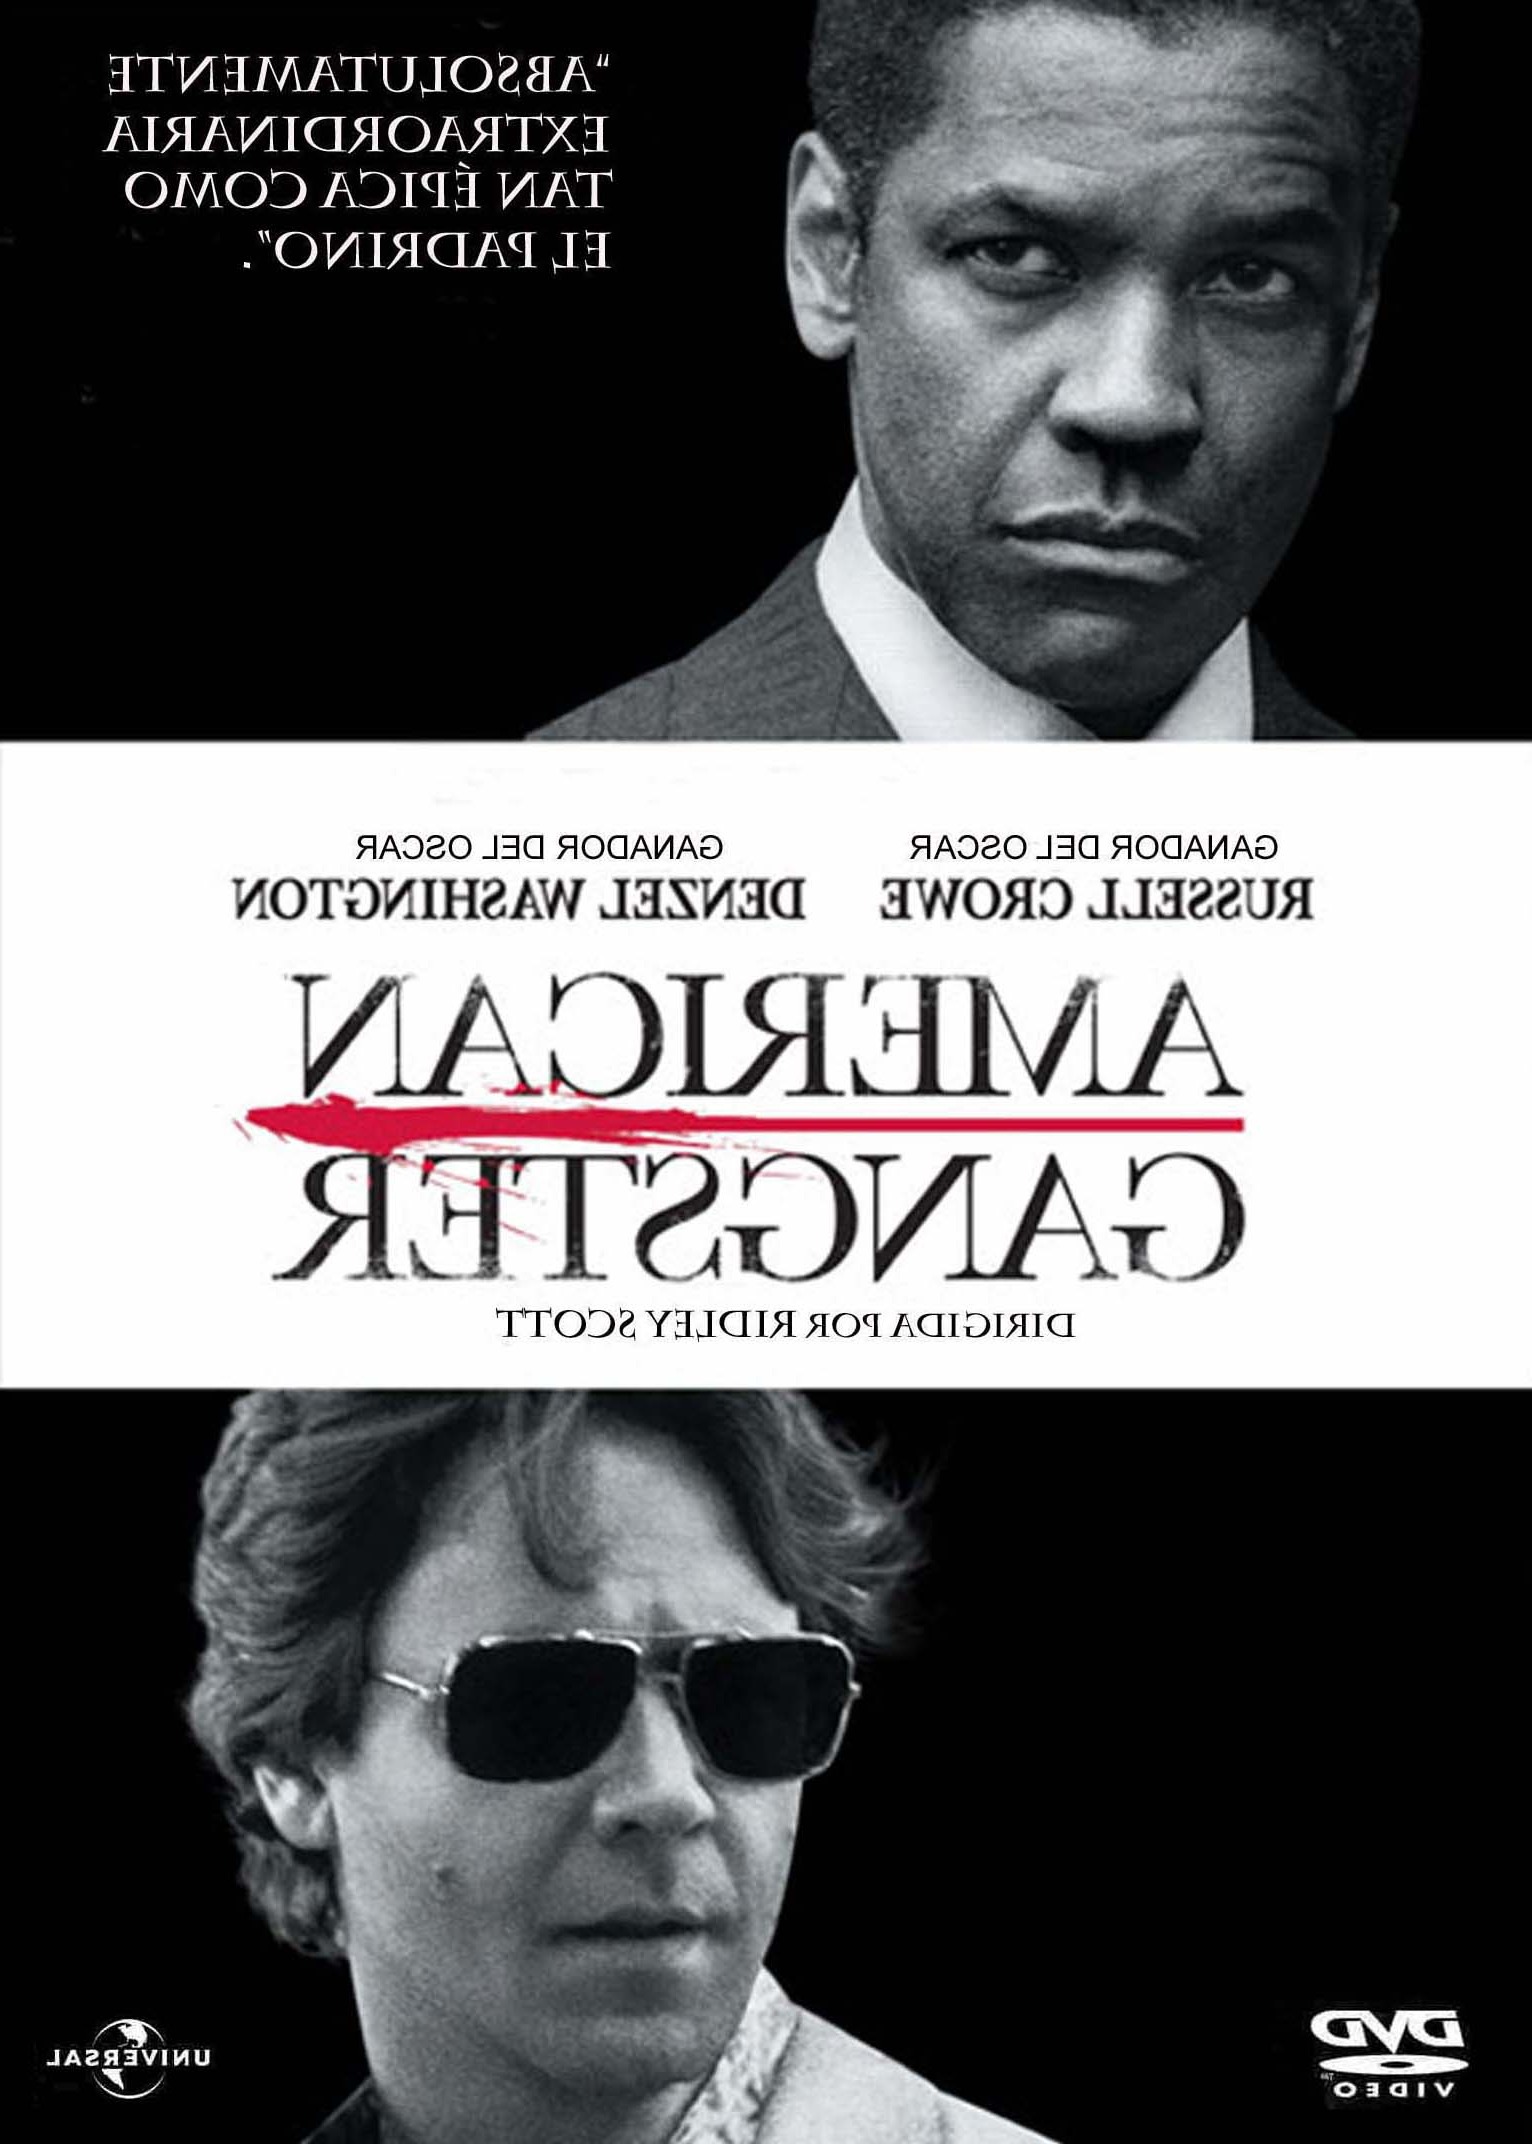 “ABSOLUTAMENTE
EXTRAORDINARIA
TAN ÉPICA COMO
EL PADRINO”.
GANADOR DEL OSCAR GANADOR DEL OSCAR
RUSSELL CROWE DENZEL WASHINGTON
AMERICAN
GANGSTER
DIRIGIDA POR RIDLEY SCOTT
UNIVERSAL
DVD
VIDEO™